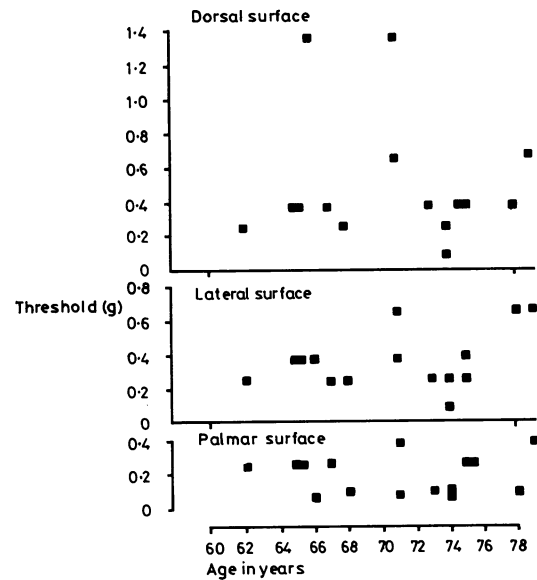 Dorsal surface
1·4
1·2
1·0
0·8
0·6
0·4
0·2
0
Threshold (g)
Lateral surface
0·8
0·6
0·4
0·2
0
Palmar surface
0·4
0·2
0
60 62 64 66 68 70 72 74 76 78
Age in years